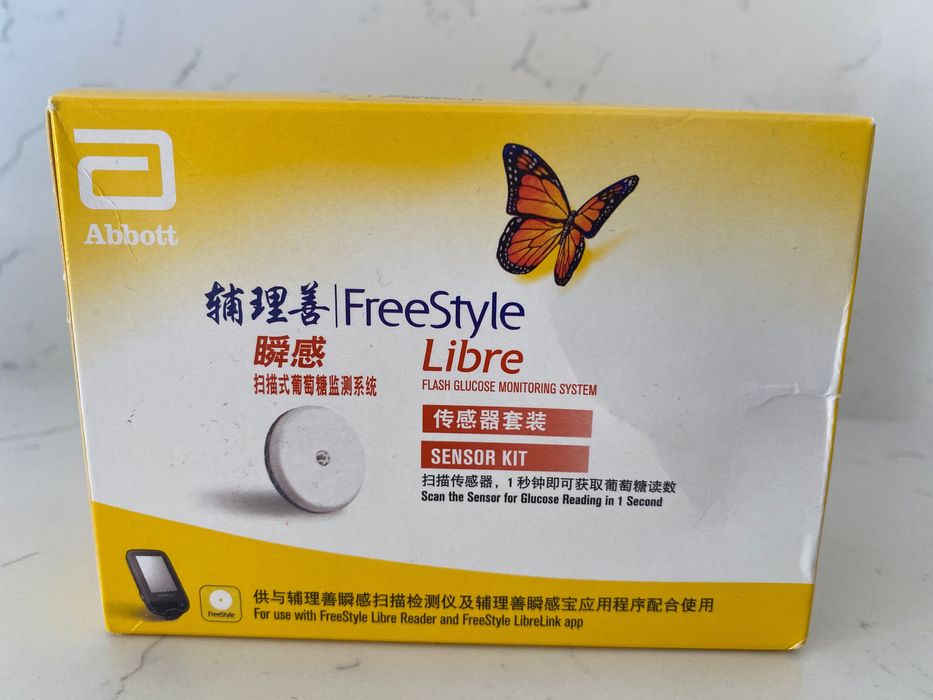 Abbott
辅理善 | FreeStyle
瞬感 Libre
扫描式葡萄糖监测系统 FLASH GLUCOSE MONITORING SYSTEM
传感器套装
SENSOR KIT
扫描传感器，1秒钟即可获取葡萄糖读数
Scan the Sensor for Glucose Reading in 1 Second
FreeStyle
供与辅理善瞬感扫描检测仪及辅理善瞬感宝应用程序配合使用
For use with FreeStyle Libre Reader and FreeStyle LibreLink app